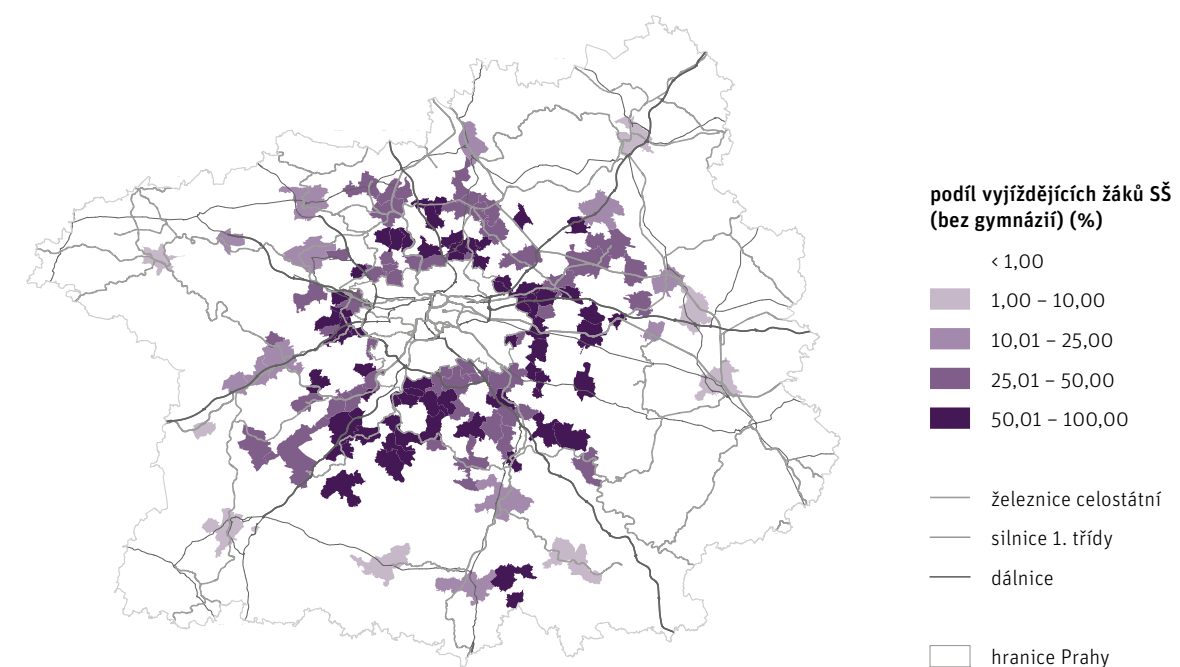 podíl vyjíždějících žáků SŠ
(bez gymnázií) (%)
< 1,00
1,00 – 10,00
10,01 – 25,00
25,01 – 50,00
50,01 – 100,00
železnice celostátní
silnice 1. třídy
dálnice
hranice Prahy